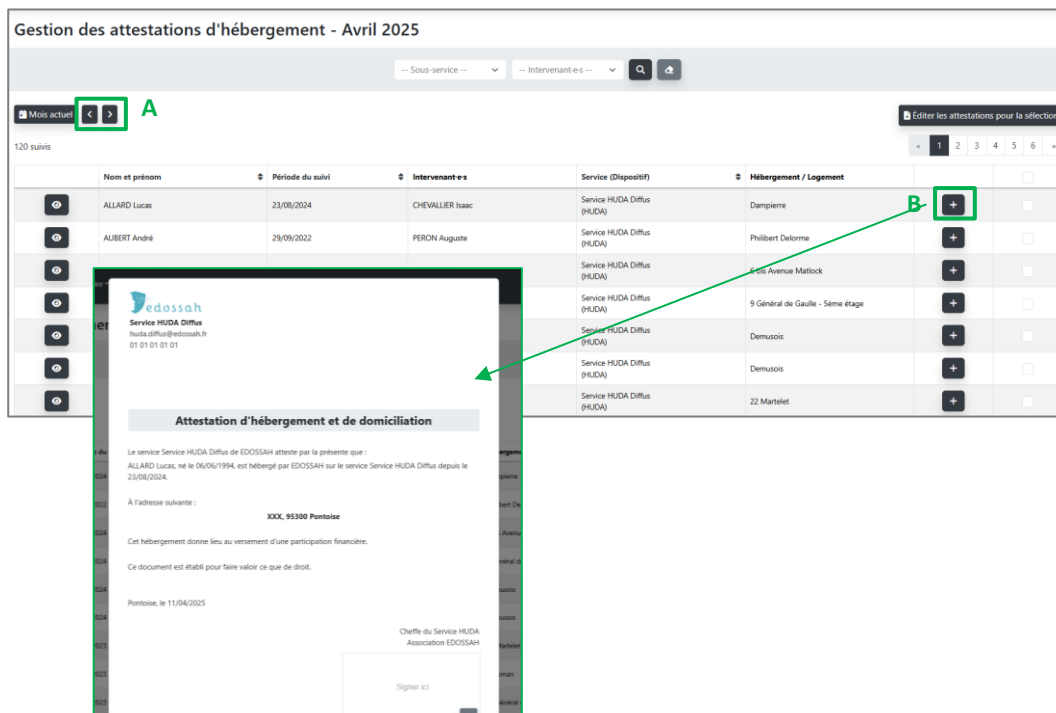 Gestion des attestations d'hébergement - Avril 2025
-- Sous-service --
-- Intervenant·e·s --
Mois actuel
A
Éditer les attestations pour la sélection
120 suivis
« 1 2 3 4 5 6 »
Nom et prénom
Période du suivi
Intervenant·e·s
Service (Dispositif)
Hébergement / Logement
ALLARD Lucas
23/08/2024
CHEVALLIER Isaac
Service HUDA Diffus
(HUDA)
Dampierre
B
AUBERT André
29/09/2022
PERON Auguste
Service HUDA Diffus
(HUDA)
Philibert Delorme
Service HUDA Diffus
(HUDA)
6 bis Avenue Matlock
Service HUDA Diffus
(HUDA)
9 Général de Gaulle - 5ème étage
Service HUDA Diffus
(HUDA)
Demusois
Service HUDA Diffus
(HUDA)
Demusois
Service HUDA Diffus
(HUDA)
22 Martelet
edossah
Service HUDA Diffus
huda.diffus@edossah.fr
01 01 01 01 01
Attestation d'hébergement et de domiciliation
Le service Service HUDA Diffus de EDOSSAH atteste par la présente que :
ALLARD Lucas, né le 06/06/1994, est hébergé par EDOSSAH sur le service Service HUDA Diffus depuis le
23/08/2024.
À l'adresse suivante :
XXX, 95300 Pontoise
Cet hébergement donne lieu au versement d'une participation financière.
Ce document est établi pour faire valoir ce que de droit.
Pontoise, le 11/04/2025
Cheffe du Service HUDA
Association EDOSSAH
Signer ici